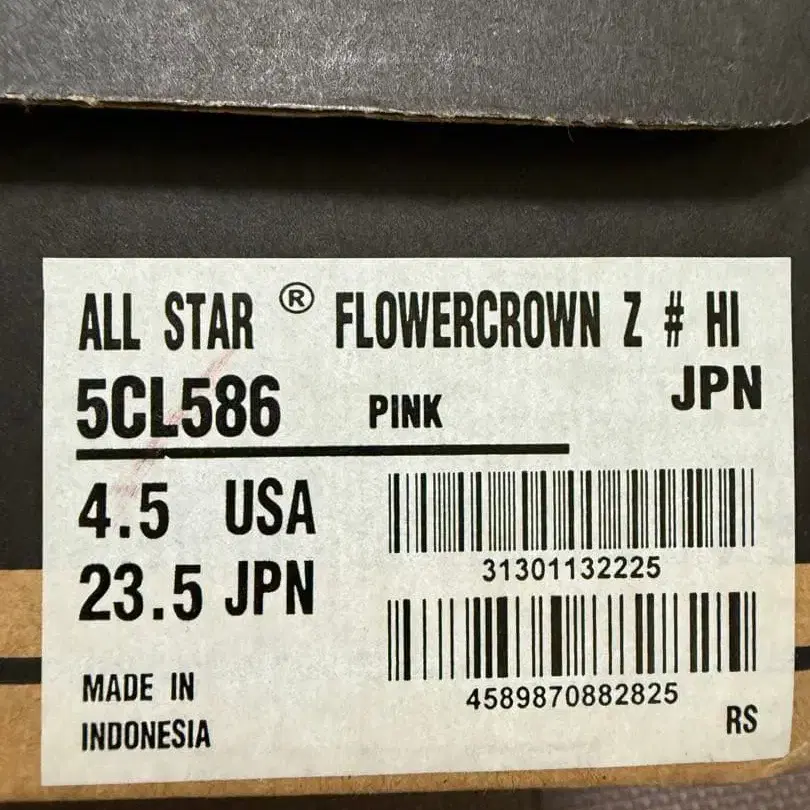 ALL STAR ® FLOWERCROWN Z # HI
5CL586 PINK JPN
4.5 USA
23.5 JPN
31301132225
4589870882825
MADE IN
INDONESIA
RS